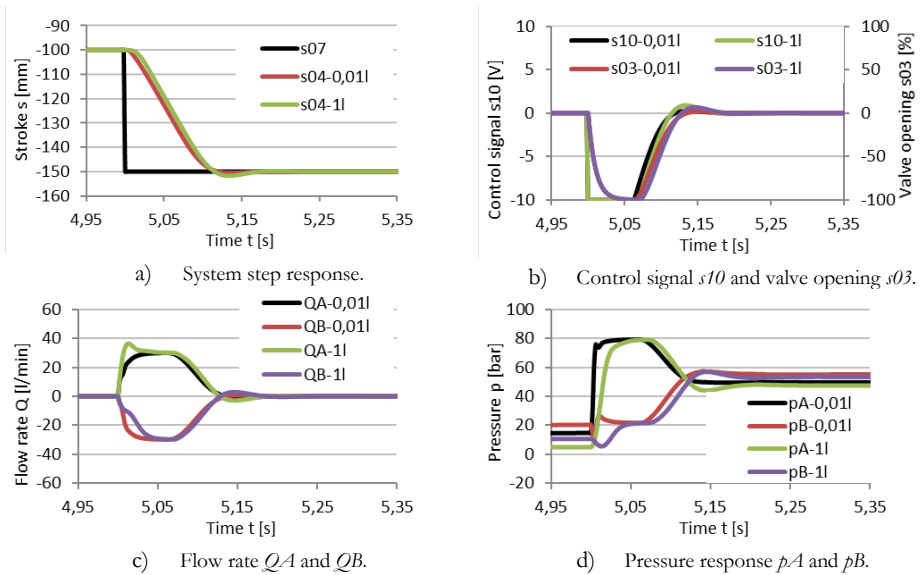 -90
-100
-110
-120
-130
-140
-150
-160
Stroke s [mm]
s07
s04-0,01l
s04-1l
4,95 5,05 5,15 5,25 5,35
Time t [s]
a) System step response.
10
5
0
-5
-10
Control signal s10 [V]
s10-0,01l s10-1l
s03-0,01l s03-1l
100
50
0
-50
-100
Valve opening s03 [%]
4,95 5,05 5,15 5,25 5,35
Time t [s]
b) Control signal s10 and valve opening s03.
60
40
20
0
-20
-40
-60
Flow rate Q [l/min]
QA-0,01l
QB-0,01l
QA-1l
QB-1l
4,95 5,05 5,15 5,25 5,35
Time t [s]
c) Flow rate QA and QB.
100
80
60
40
20
0
-20
Pressure p [bar]
pA-0,01l
pB-0,01l
pA-1l
pB-1l
4,95 5,05 5,15 5,25 5,35
Time t [s]
d) Pressure response pA and pB.